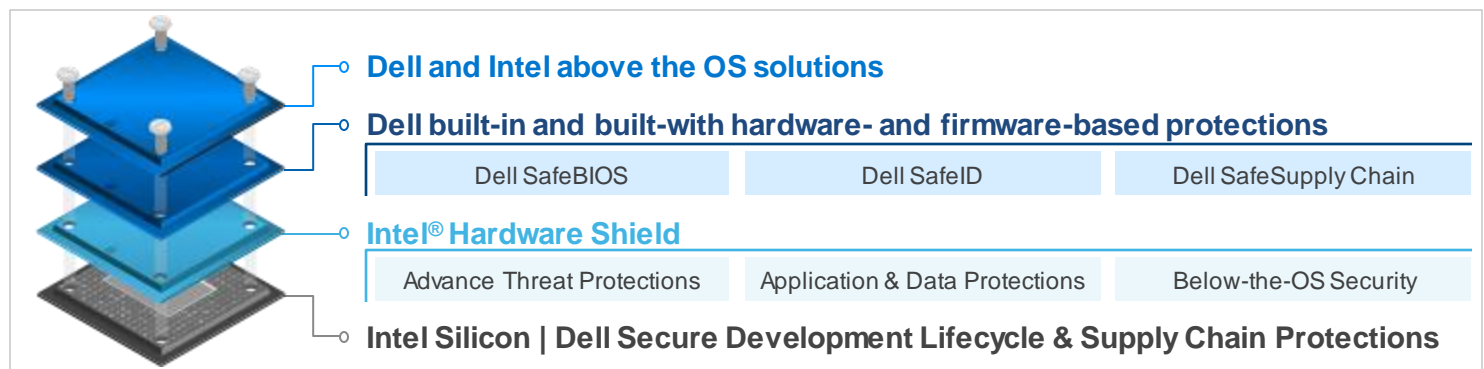 Dell and Intel above the OS solutions
Dell built-in and built-with hardware- and firmware-based protections
Dell SafeBIOS
Dell SafeID
Dell SafeSupply Chain
Intel® Hardware Shield
Advance Threat Protections
Application & Data Protections
Below-the-OS Security
Intel Silicon | Dell Secure Development Lifecycle & Supply Chain Protections